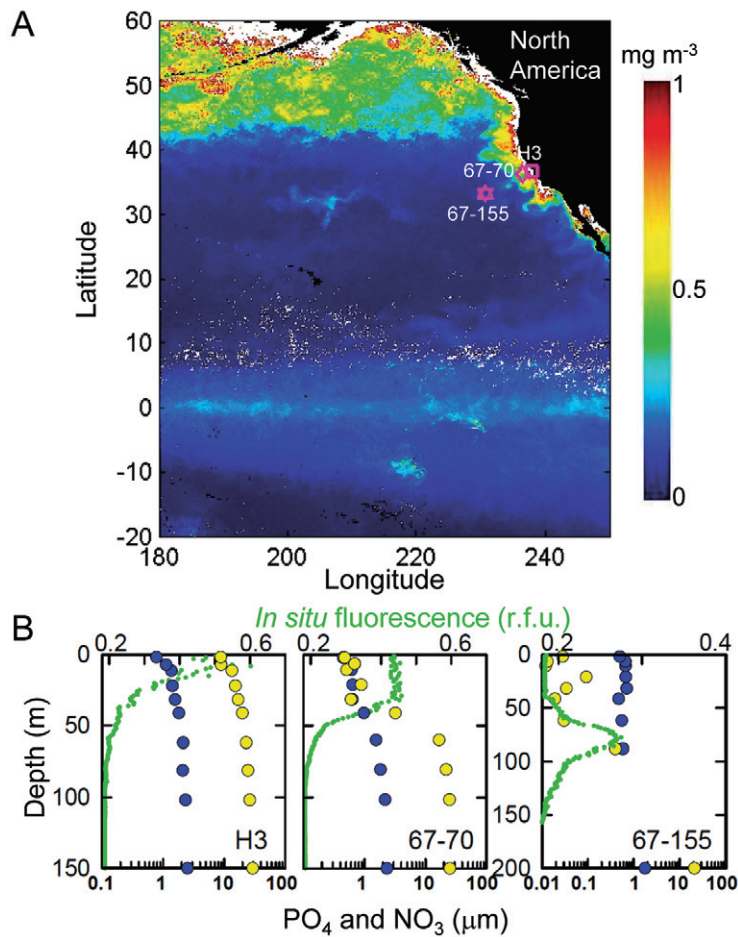 A
60
50
40
30
20
10
0
-10
-20
180 200 220 240
Latitude
Longitude
North
America
H3
67-70
67-155
mg m-3
1
0.5
0
B
In situ fluorescence (r.f.u.)
0.2 0.6
0.2 0.6
0.2 0.4
Depth (m)
0
50
100
150
H3
0.1 1 10 100
67-70
1 10 100
0
50
100
150
200
67-155
0.01 0.1 1 10 100
PO4 and NO3 (μm)